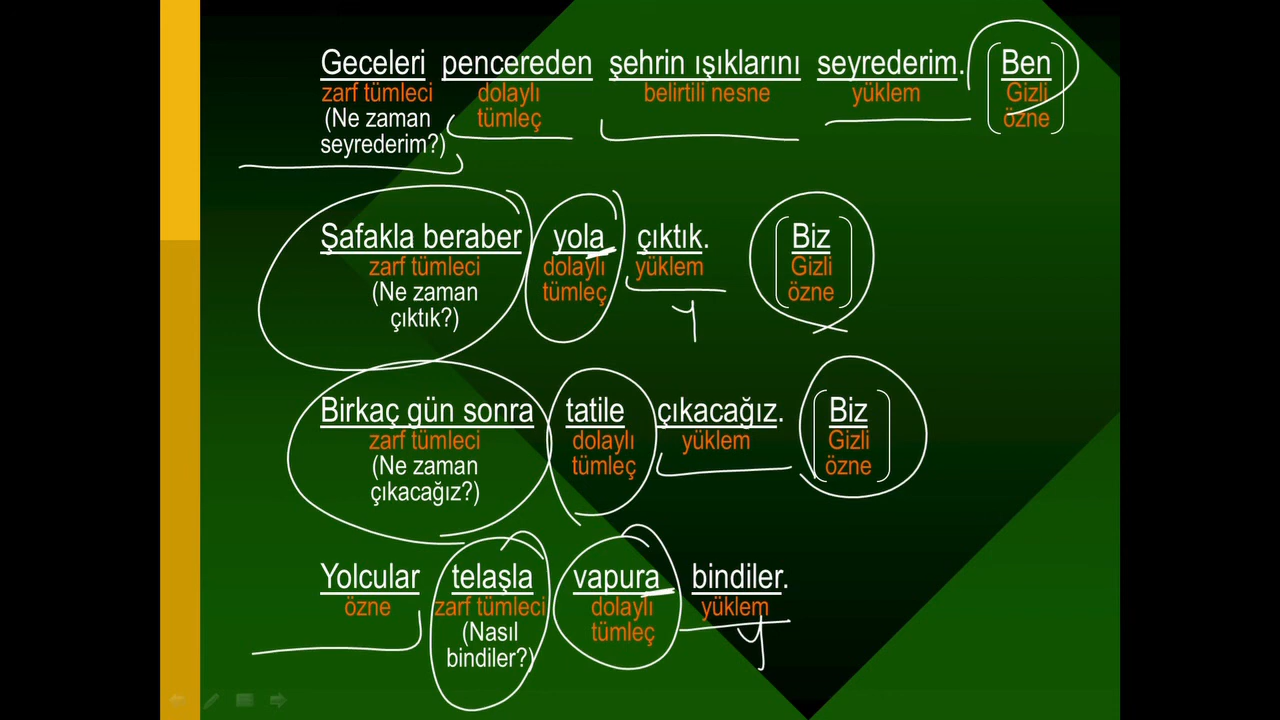 Geceleri pencereden şehrin ışıklarını seyrederim. Ben
zarf tümleci dolaylı belirtili nesne yüklem Gizli
(Ne zaman tümleç özne
seyrederim?)
Şafakla beraber yola çıktık. Biz
zarf tümleci dolaylı yüklem Gizli
(Ne zaman tümleç özne
çıktık?)
y
Birkaç gün sonra tatile çıkacağız. Biz
zarf tümleci dolaylı yüklem Gizli
(Ne zaman tümleç özne
çıkacağız?)
Yolcular telaşla vapura bindiler.
özne zarf tümleci dolaylı yüklem
(Nasıl tümleç y
bindiler?)